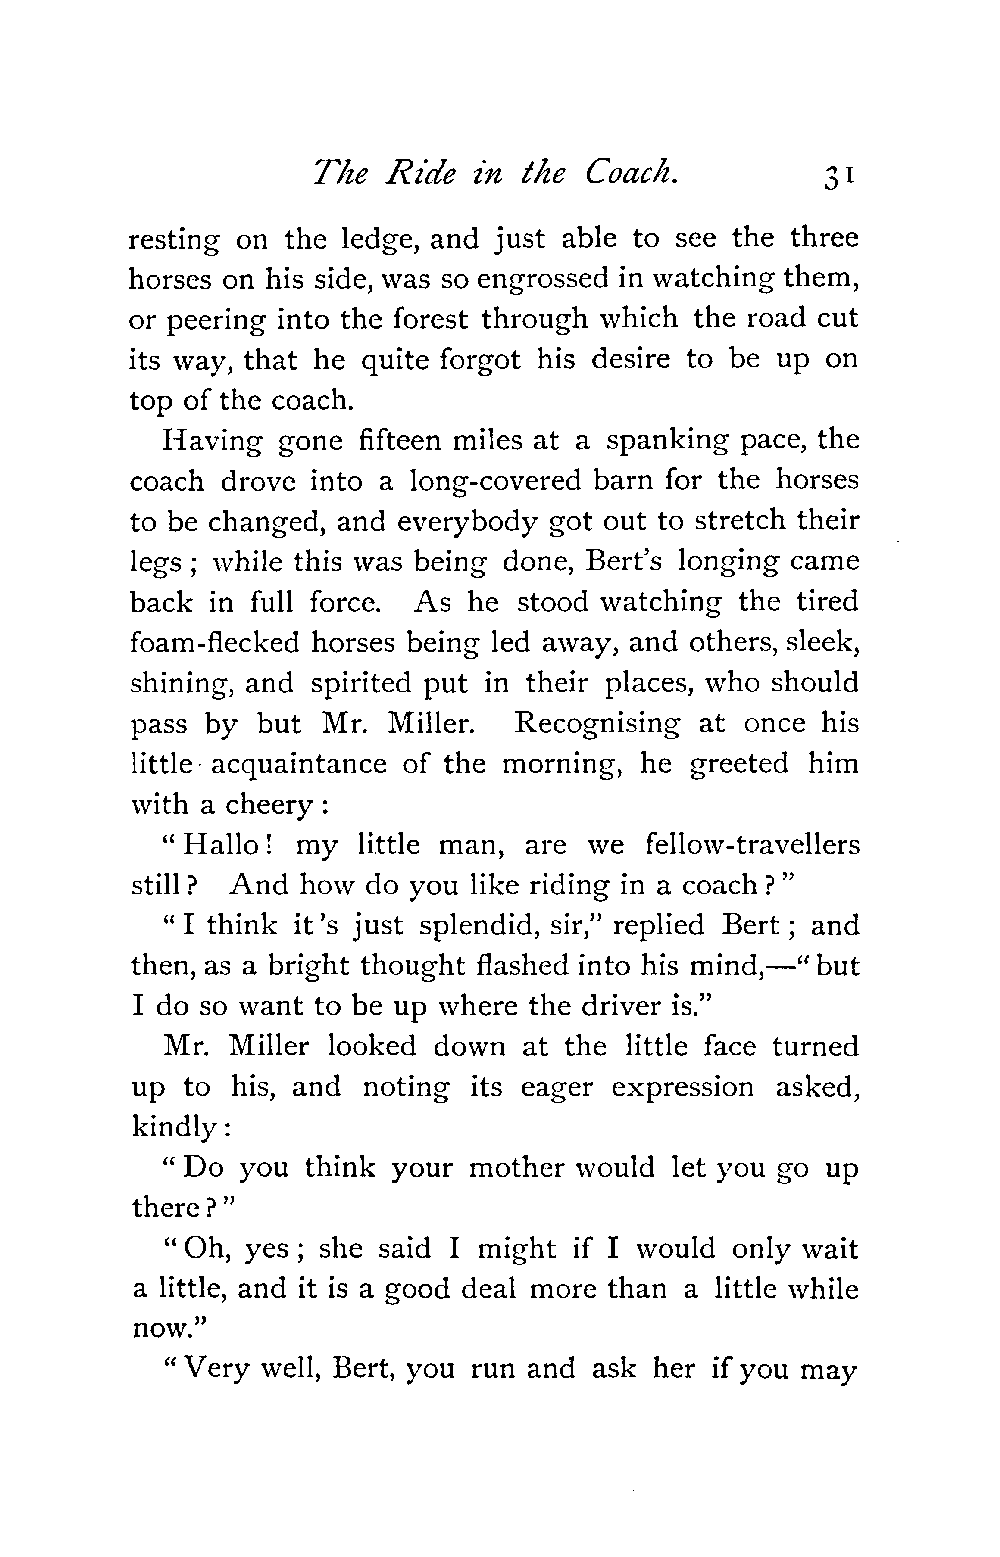 The Ride in the Coach. 31
resting on the ledge, and just able to see the three
horses on his side, was so engrossed in watching them,
or peering into the forest through which the road cut
its way, that he quite forgot his desire to be up on
top of the coach.
Having gone fifteen miles at a spanking pace, the
coach drove into a long-covered barn for the horses
to be changed, and everybody got out to stretch their
legs ; while this was being done, Bert's longing came
back in full force. As he stood watching the tired
foam-flecked horses being led away, and others, sleek,
shining, and spirited put in their places, who should
pass by but Mr. Miller. Recognising at once his
little acquaintance of the morning, he greeted him
with a cheery :
“ Hallo! my little man, are we fellow-travellers
still ? And how do you like riding in a coach ? ”
“ I think it 's just splendid, sir,” replied Bert ; and
then, as a bright thought flashed into his mind,—“ but
I do so want to be up where the driver is.”
Mr. Miller looked down at the little face turned
up to his, and noting its eager expression asked,
kindly :
“ Do you think your mother would let you go up
there ? ”
“ Oh, yes ; she said I might if I would only wait
a little, and it is a good deal more than a little while
now.”
“ Very well, Bert, you run and ask her if you may